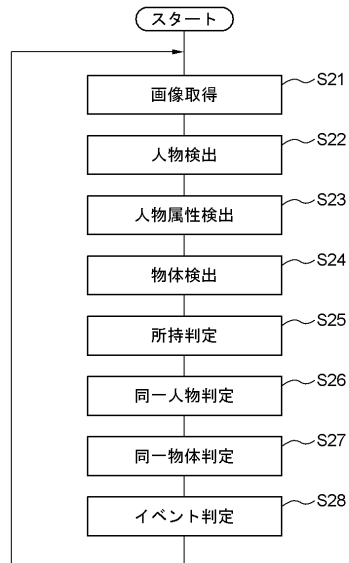 スタート
画像取得
S21
人物検出
S22
人物属性検出
S23
物体検出
S24
所持判定
S25
同一人物判定
S26
同一物体判定
S27
イベント判定
S28